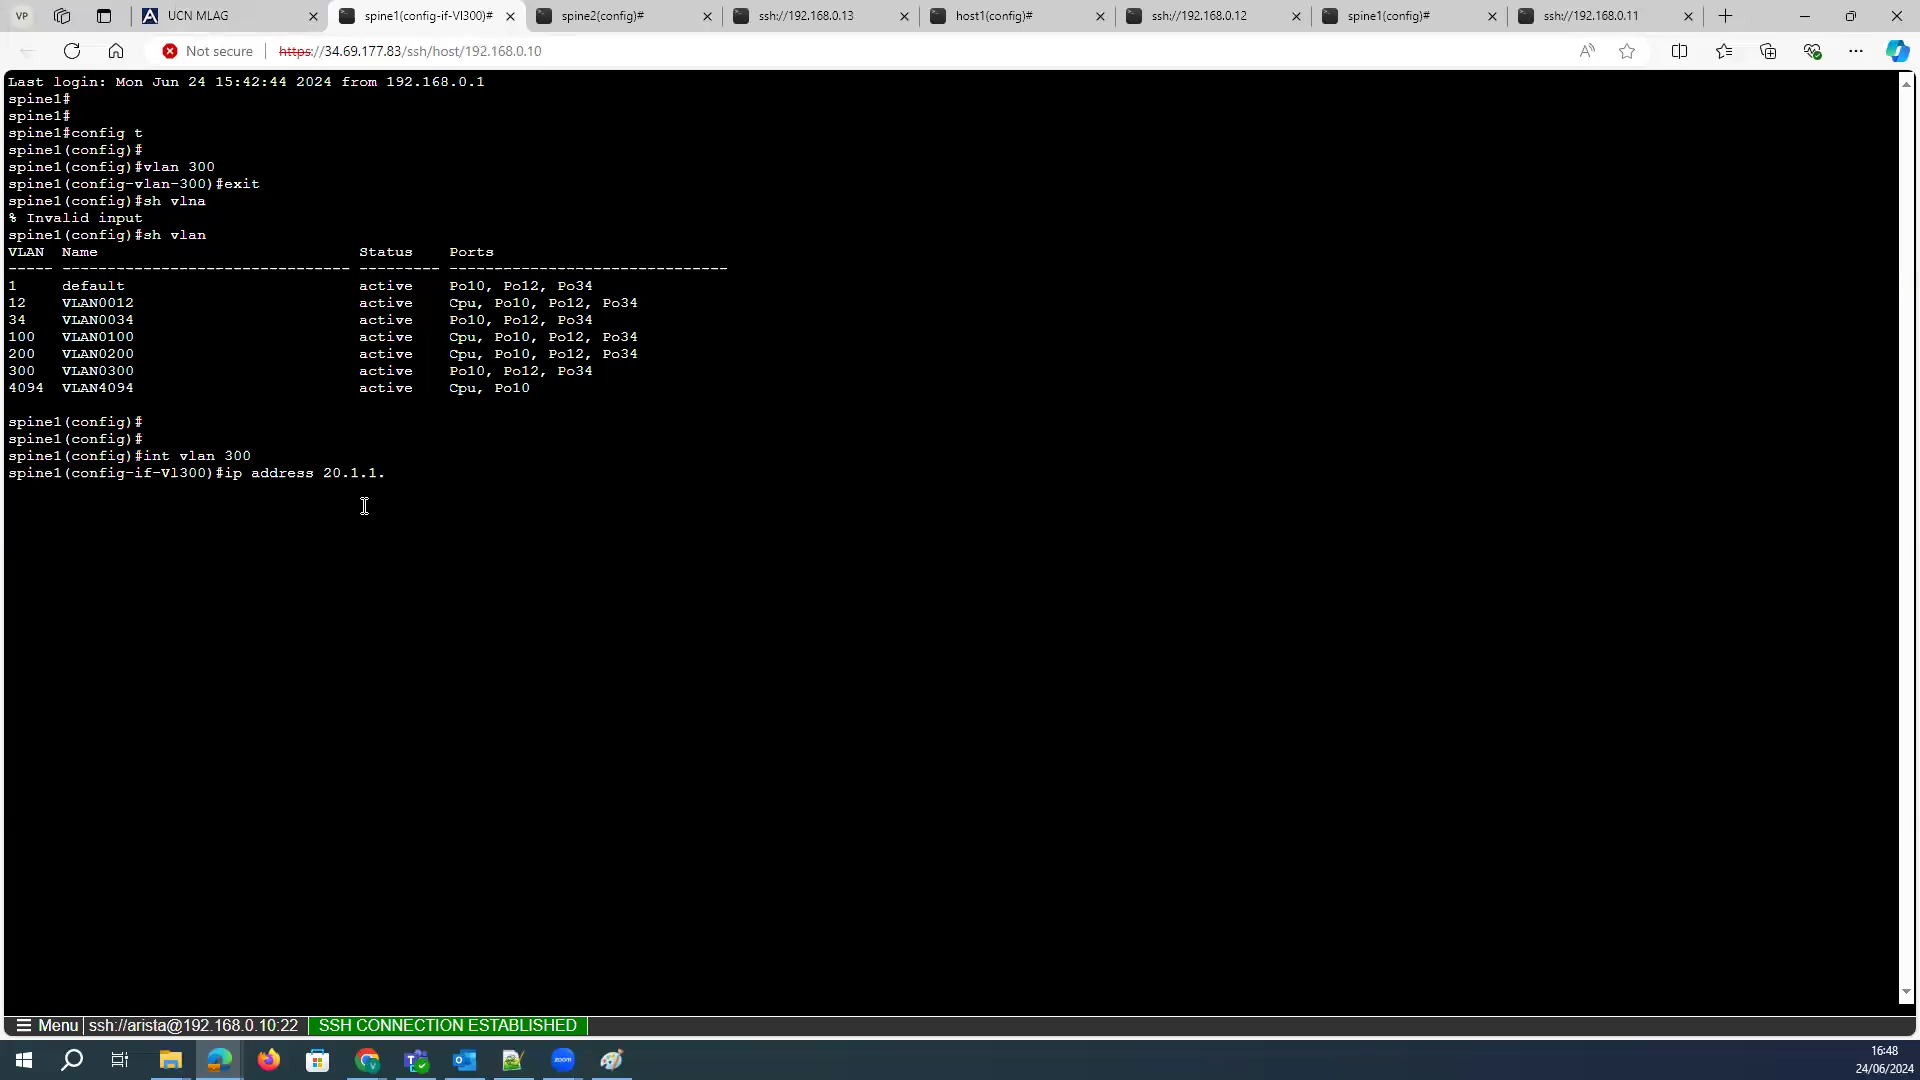 VP UCN MLAG spine1(config-if-Vl300)# spine2(config)# ssh://192.168.0.13 host1(config)# ssh://192.168.0.12 spine1(config)# ssh://192.168.0.11
Not secure https://34.69.177.83/ssh/host/192.168.0.10
Last login: Mon Jun 24 15:42:44 2024 from 192.168.0.1
spine1#
spine1#
spine1#config t
spine1(config)#
spine1(config)#vlan 300
spine1(config-vlan-300)#exit
spine1(config)#sh vlna
% Invalid input
spine1(config)#sh vlan
VLAN  Name                             Status    Ports
----- -------------------------------- --------- -------------------------------
1     default                          active    Po10, Po12, Po34
12    VLAN0012                         active    Cpu, Po10, Po12, Po34
34    VLAN0034                         active    Po10, Po12, Po34
100   VLAN0100                         active    Cpu, Po10, Po12, Po34
200   VLAN0200                         active    Cpu, Po10, Po12, Po34
300   VLAN0300                         active    Po10, Po12, Po34
4094  VLAN4094                         active    Cpu, Po10
spine1(config)#
spine1(config)#
spine1(config)#int vlan 300
spine1(config-if-Vl300)#ip address 20.1.1.
Menu ssh://arista@192.168.0.10:22 SSH CONNECTION ESTABLISHED
zoom
16:48
24/06/2024